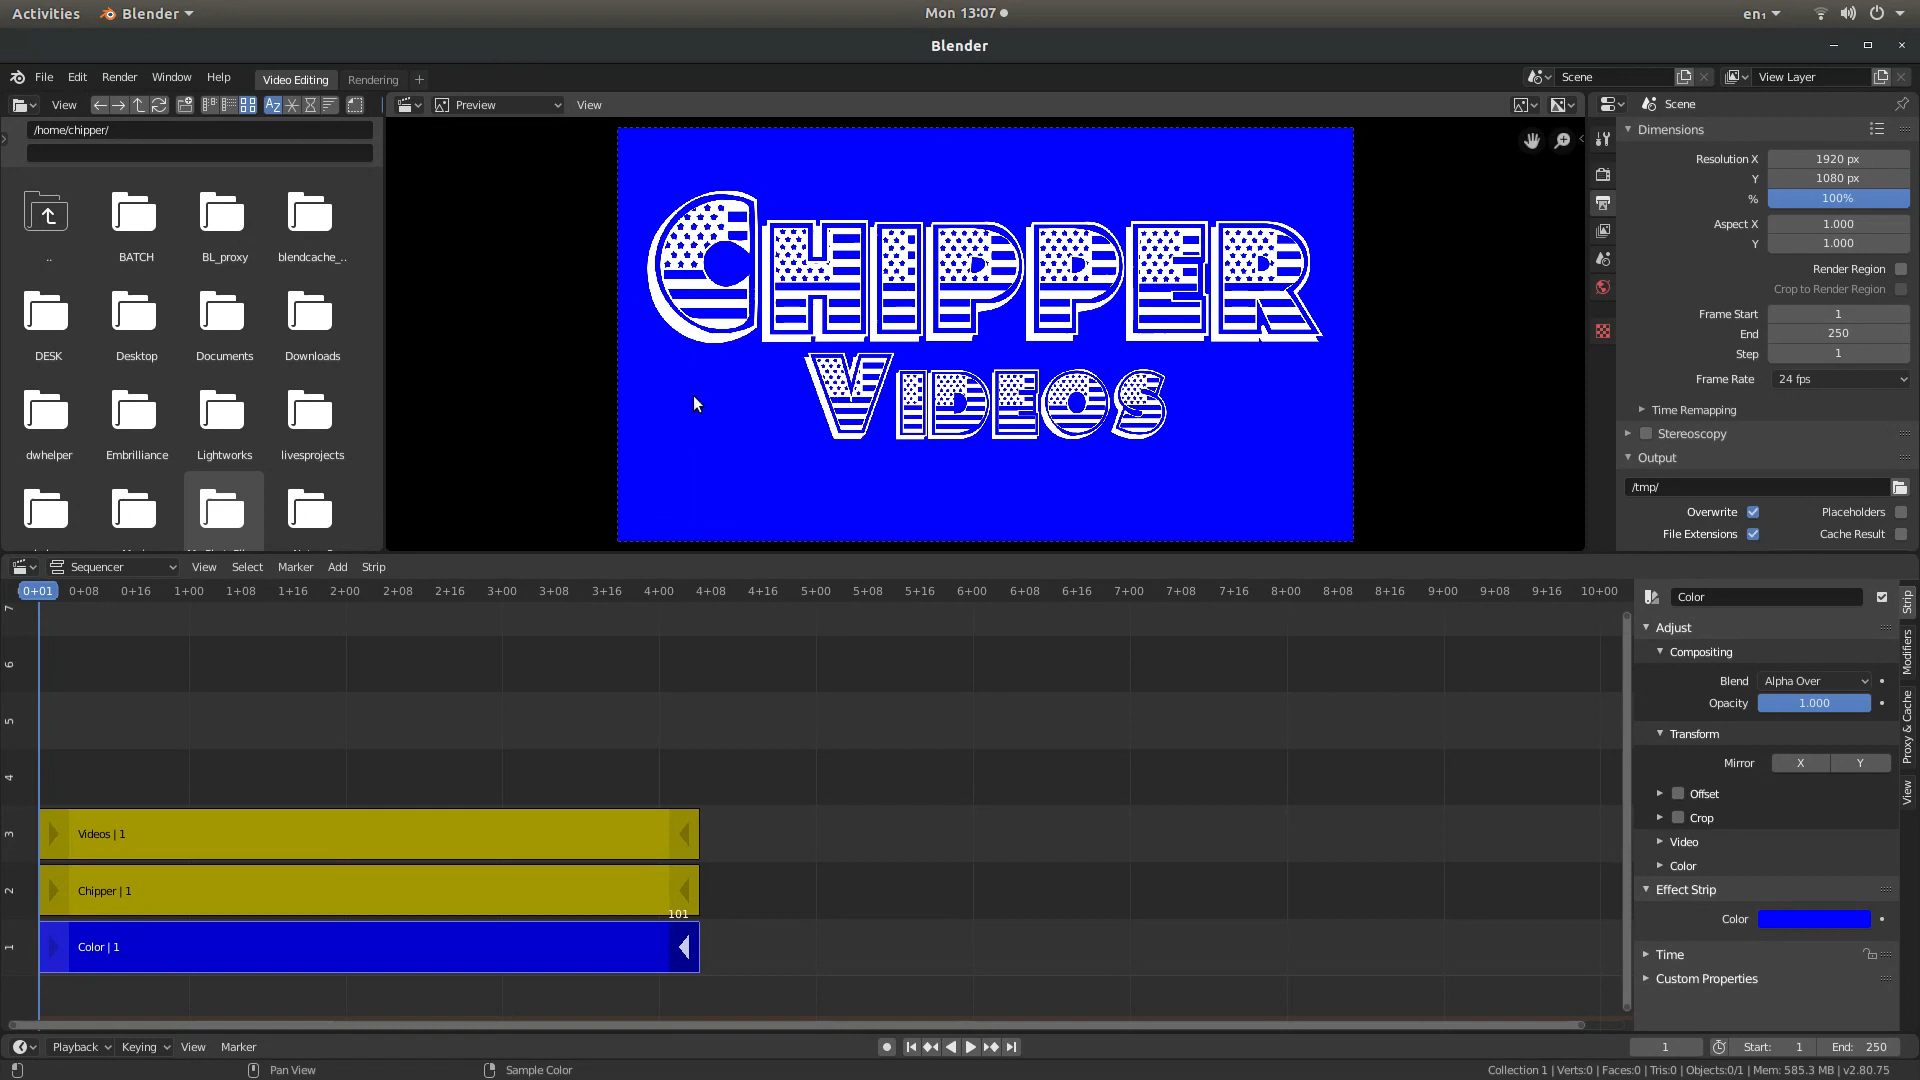 Activities Blender Mon 13:07 en₁
Blender
File Edit Render Window Help Video Editing Rendering + Scene View Layer
View Preview View Scene
/home/chipper/
.. BATCH BL_proxy blendcache_..
DESK Desktop Documents Downloads
dwhelper Embrilliance Lightworks livesprojects
CHIPPER
VIDEOS
Dimensions
Resolution X 1920 px
Y 1080 px
% 100%
Aspect X 1.000
Y 1.000
Render Region
Crop to Render Region
Frame Start 1
End 250
Step 1
Frame Rate 24 fps
Time Remapping
Stereoscopy
Output
/tmp/
Overwrite Placeholders
File Extensions Cache Result
Sequencer View Select Marker Add Strip
0+01 0+08 0+16 1+00 1+08 1+16 2+00 2+08 2+16 3+00 3+08 3+16 4+00 4+08 4+16 5+00 5+08 5+16 6+00 6+08 6+16 7+00 7+08 7+16 8+00 8+08 8+16 9+00 9+08 9+16 10+00
7
6
5
4
3 Videos | 1
2 Chipper | 1
101
1 Color | 1
Color
Adjust
Compositing
Blend Alpha Over
Opacity 1.000
Transform
Mirror X Y
Offset
Crop
Video
Color
Effect Strip
Color
Time
Custom Properties
Strip
Modifiers
Proxy & Cache
View
Playback Keying View Marker 1 Start: 1 End: 250
Pan View Sample Color Collection 1 | Verts:0 | Faces:0 | Tris:0 | Objects:0/1 | Mem: 585.3 MB | v2.80.75